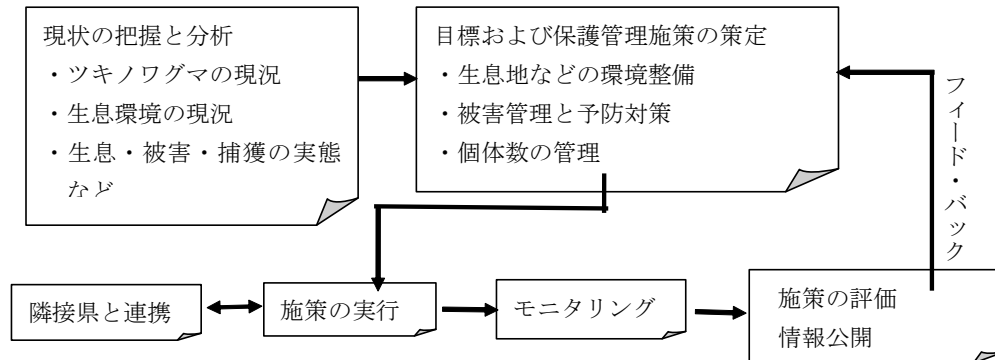 現状の把握と分析
・ツキノワグマの現況
・生息環境の現況
・生息・被害・捕獲の実態
など
目標および保護管理施策の策定
・生息地などの環境整備
・被害管理と予防対策
・個体数の管理
フィード・バック
隣接県と連携
施策の実行
モニタリング
施策の評価
情報公開